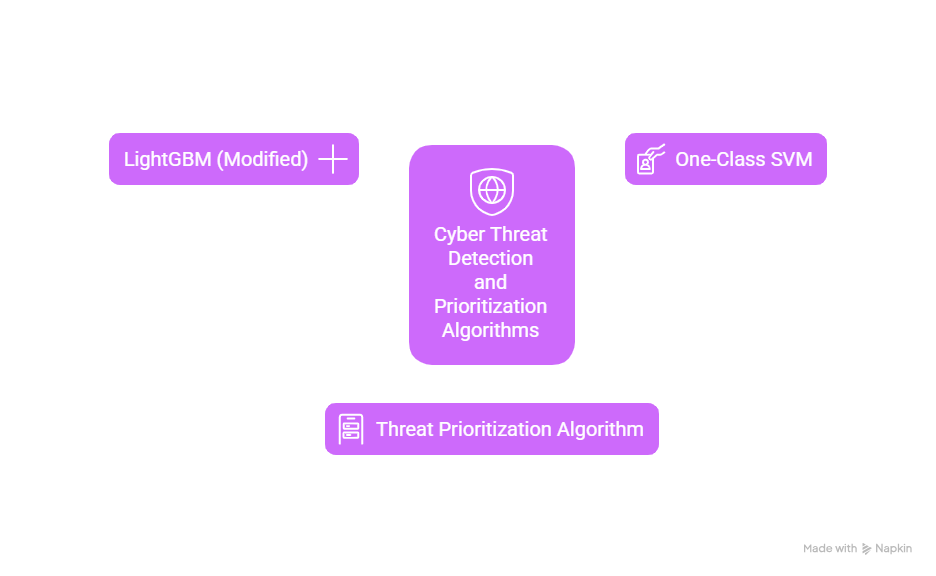 LightGBM (Modified)
One-Class SVM
Cyber Threat
Detection
and
Prioritization
Algorithms
Threat Prioritization Algorithm
Made with Napkin